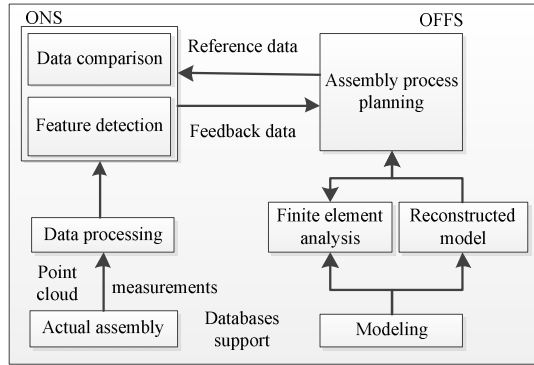 ONS
OFFS
Data comparison
Feature detection
Reference data
Feedback data
Assembly process
planning
Data processing
Finite element
analysis
Reconstructed
model
Point
cloud
measurements
Actual assembly
Databases
support
Modeling